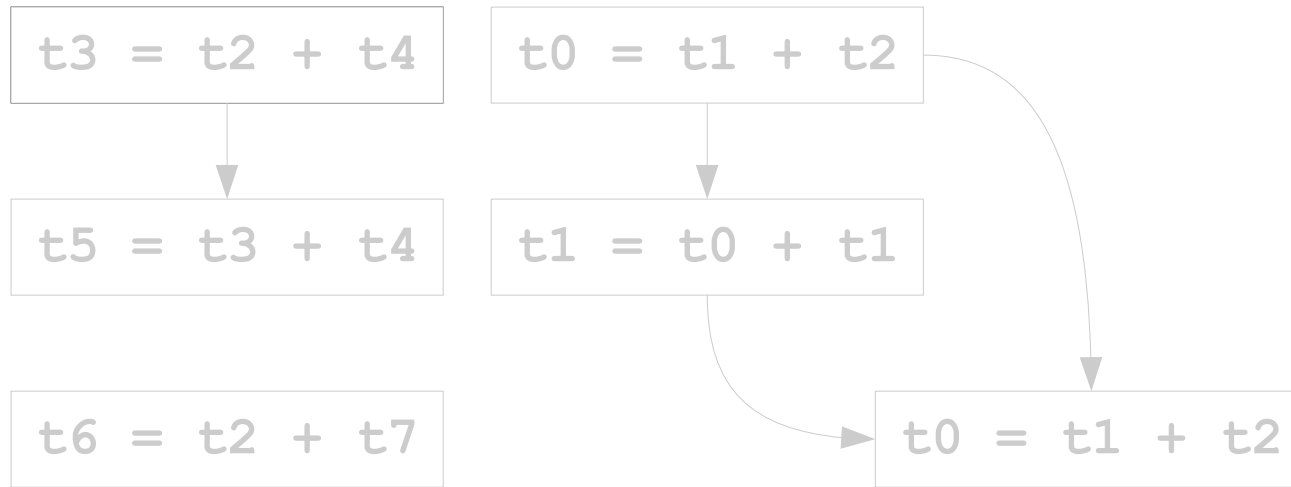 t3 = t2 + t4
t0 = t1 + t2
t5 = t3 + t4
t1 = t0 + t1
t6 = t2 + t7
t0 = t1 + t2